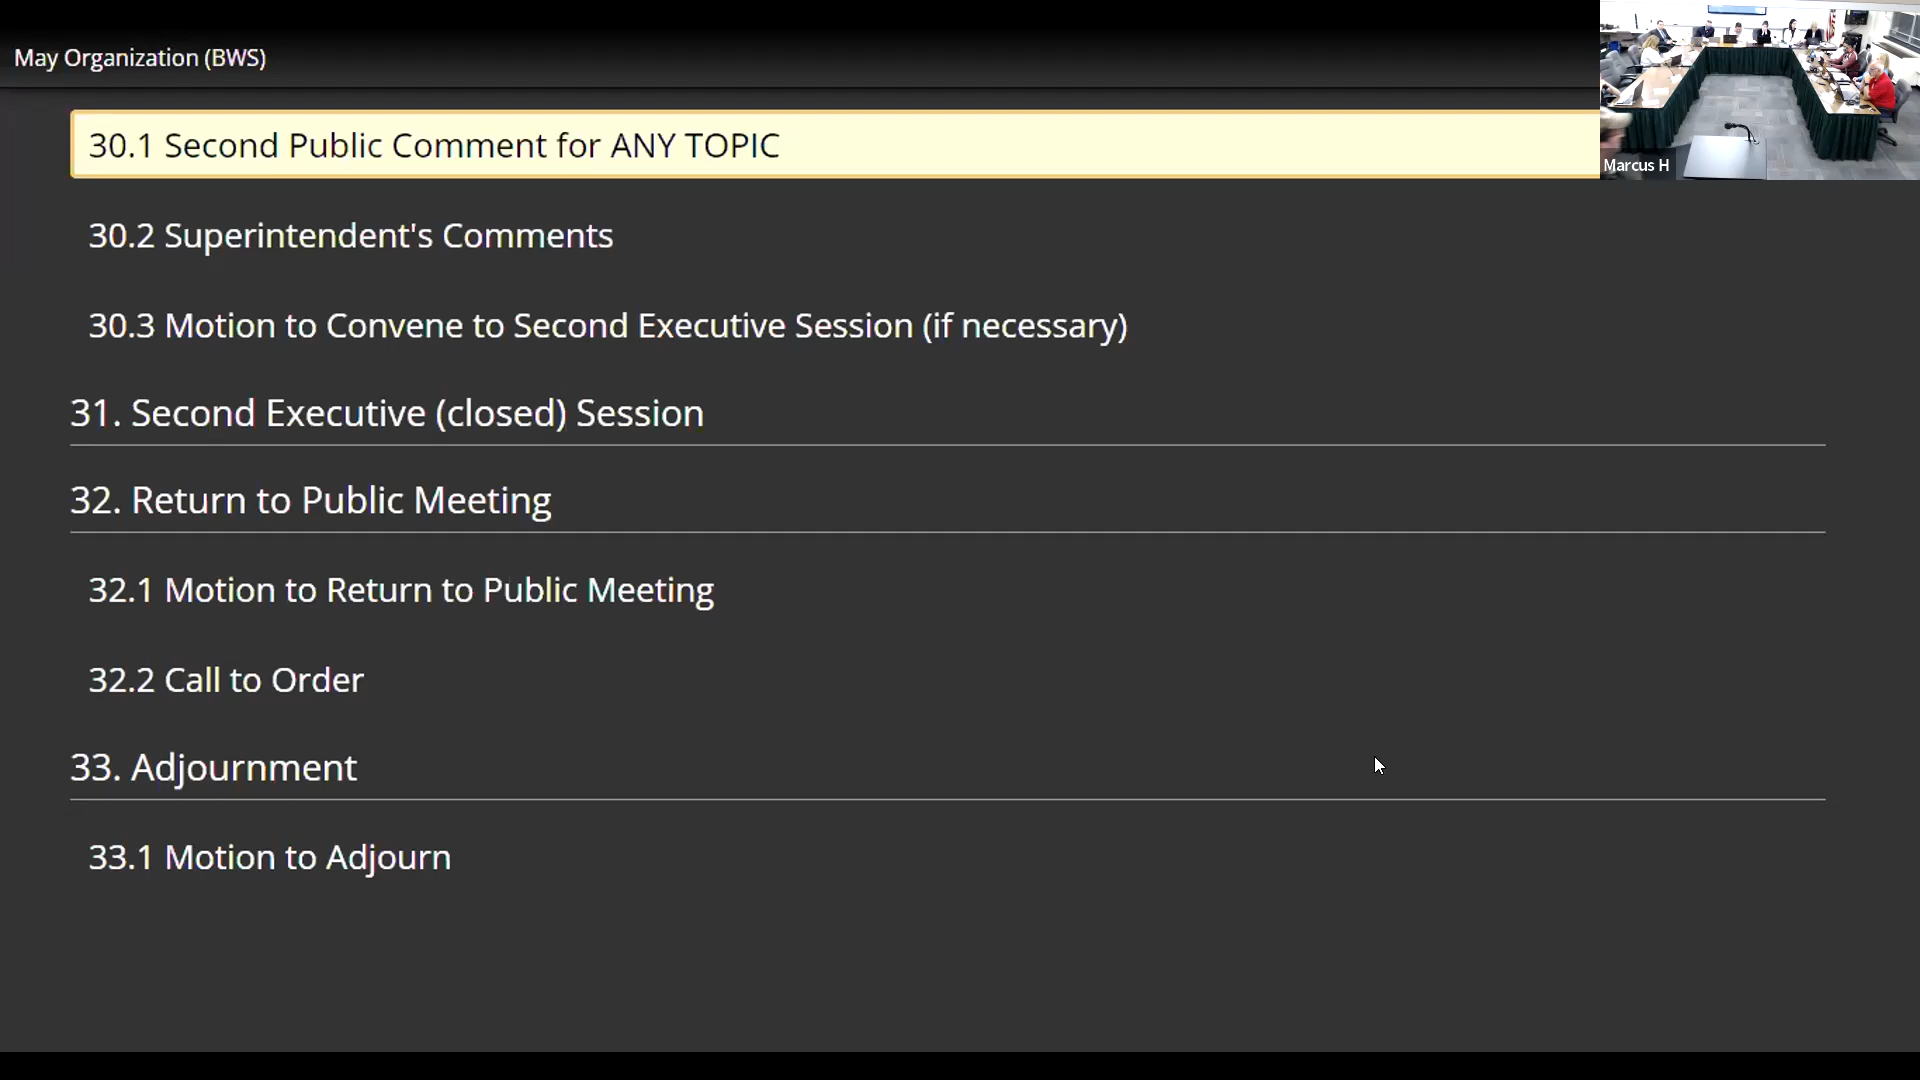 May Organization (BWS)
30.1 Second Public Comment for ANY TOPIC
Marcus H
30.2 Superintendent's Comments
30.3 Motion to Convene to Second Executive Session (if necessary)
31. Second Executive (closed) Session
32. Return to Public Meeting
32.1 Motion to Return to Public Meeting
32.2 Call to Order
33. Adjournment
33.1 Motion to Adjourn